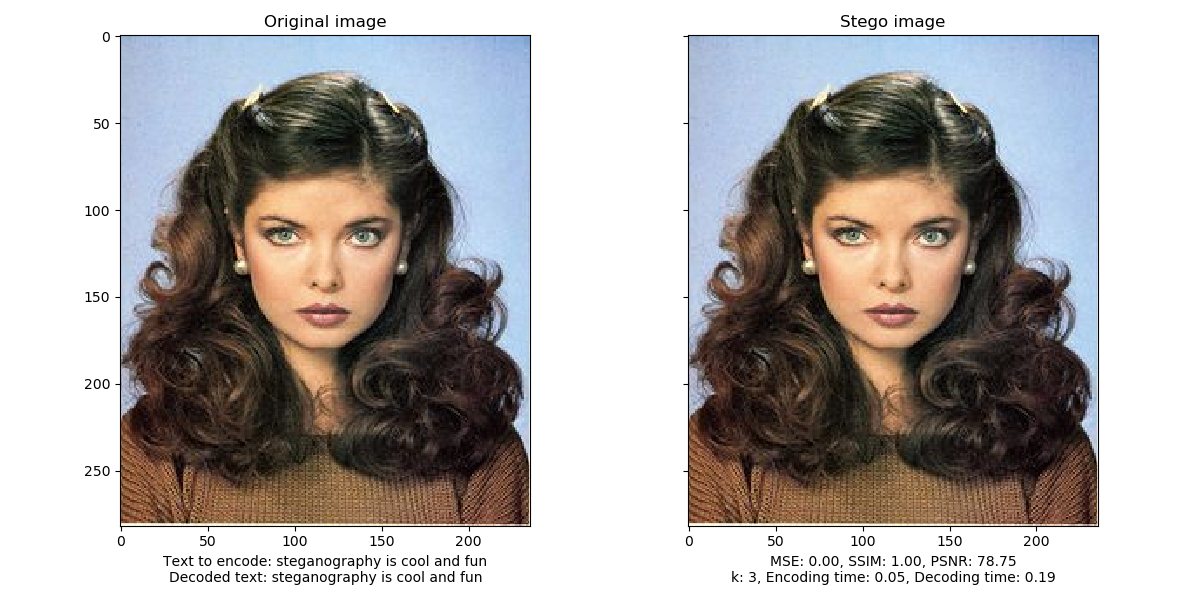 Original image
Stego image
0
50
100
150
200
250
0 50 100 150 200
0 50 100 150 200
Text to encode: steganography is cool and fun
Decoded text: steganography is cool and fun
MSE: 0.00, SSIM: 1.00, PSNR: 78.75
k: 3, Encoding time: 0.05, Decoding time: 0.19